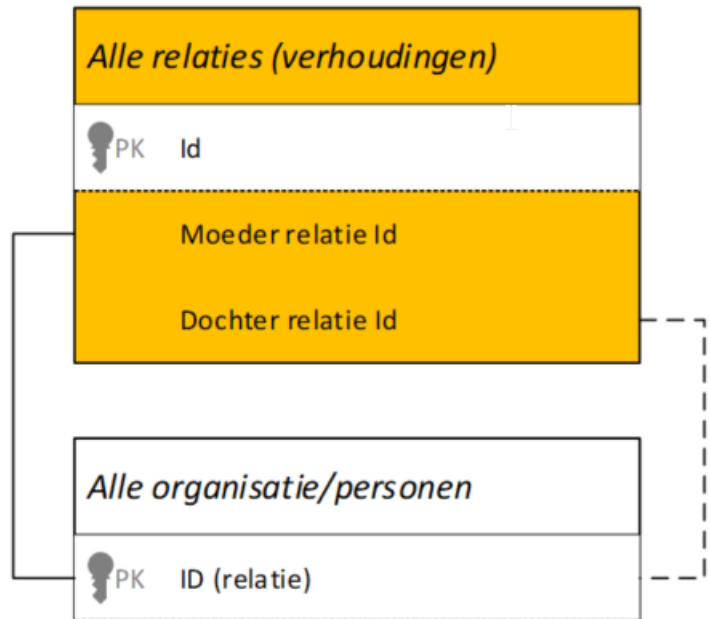 Alle relaties (verhoudingen)
PK Id
Moeder relatie Id
Dochter relatie Id
Alle organisatie/personen
PK ID (relatie)